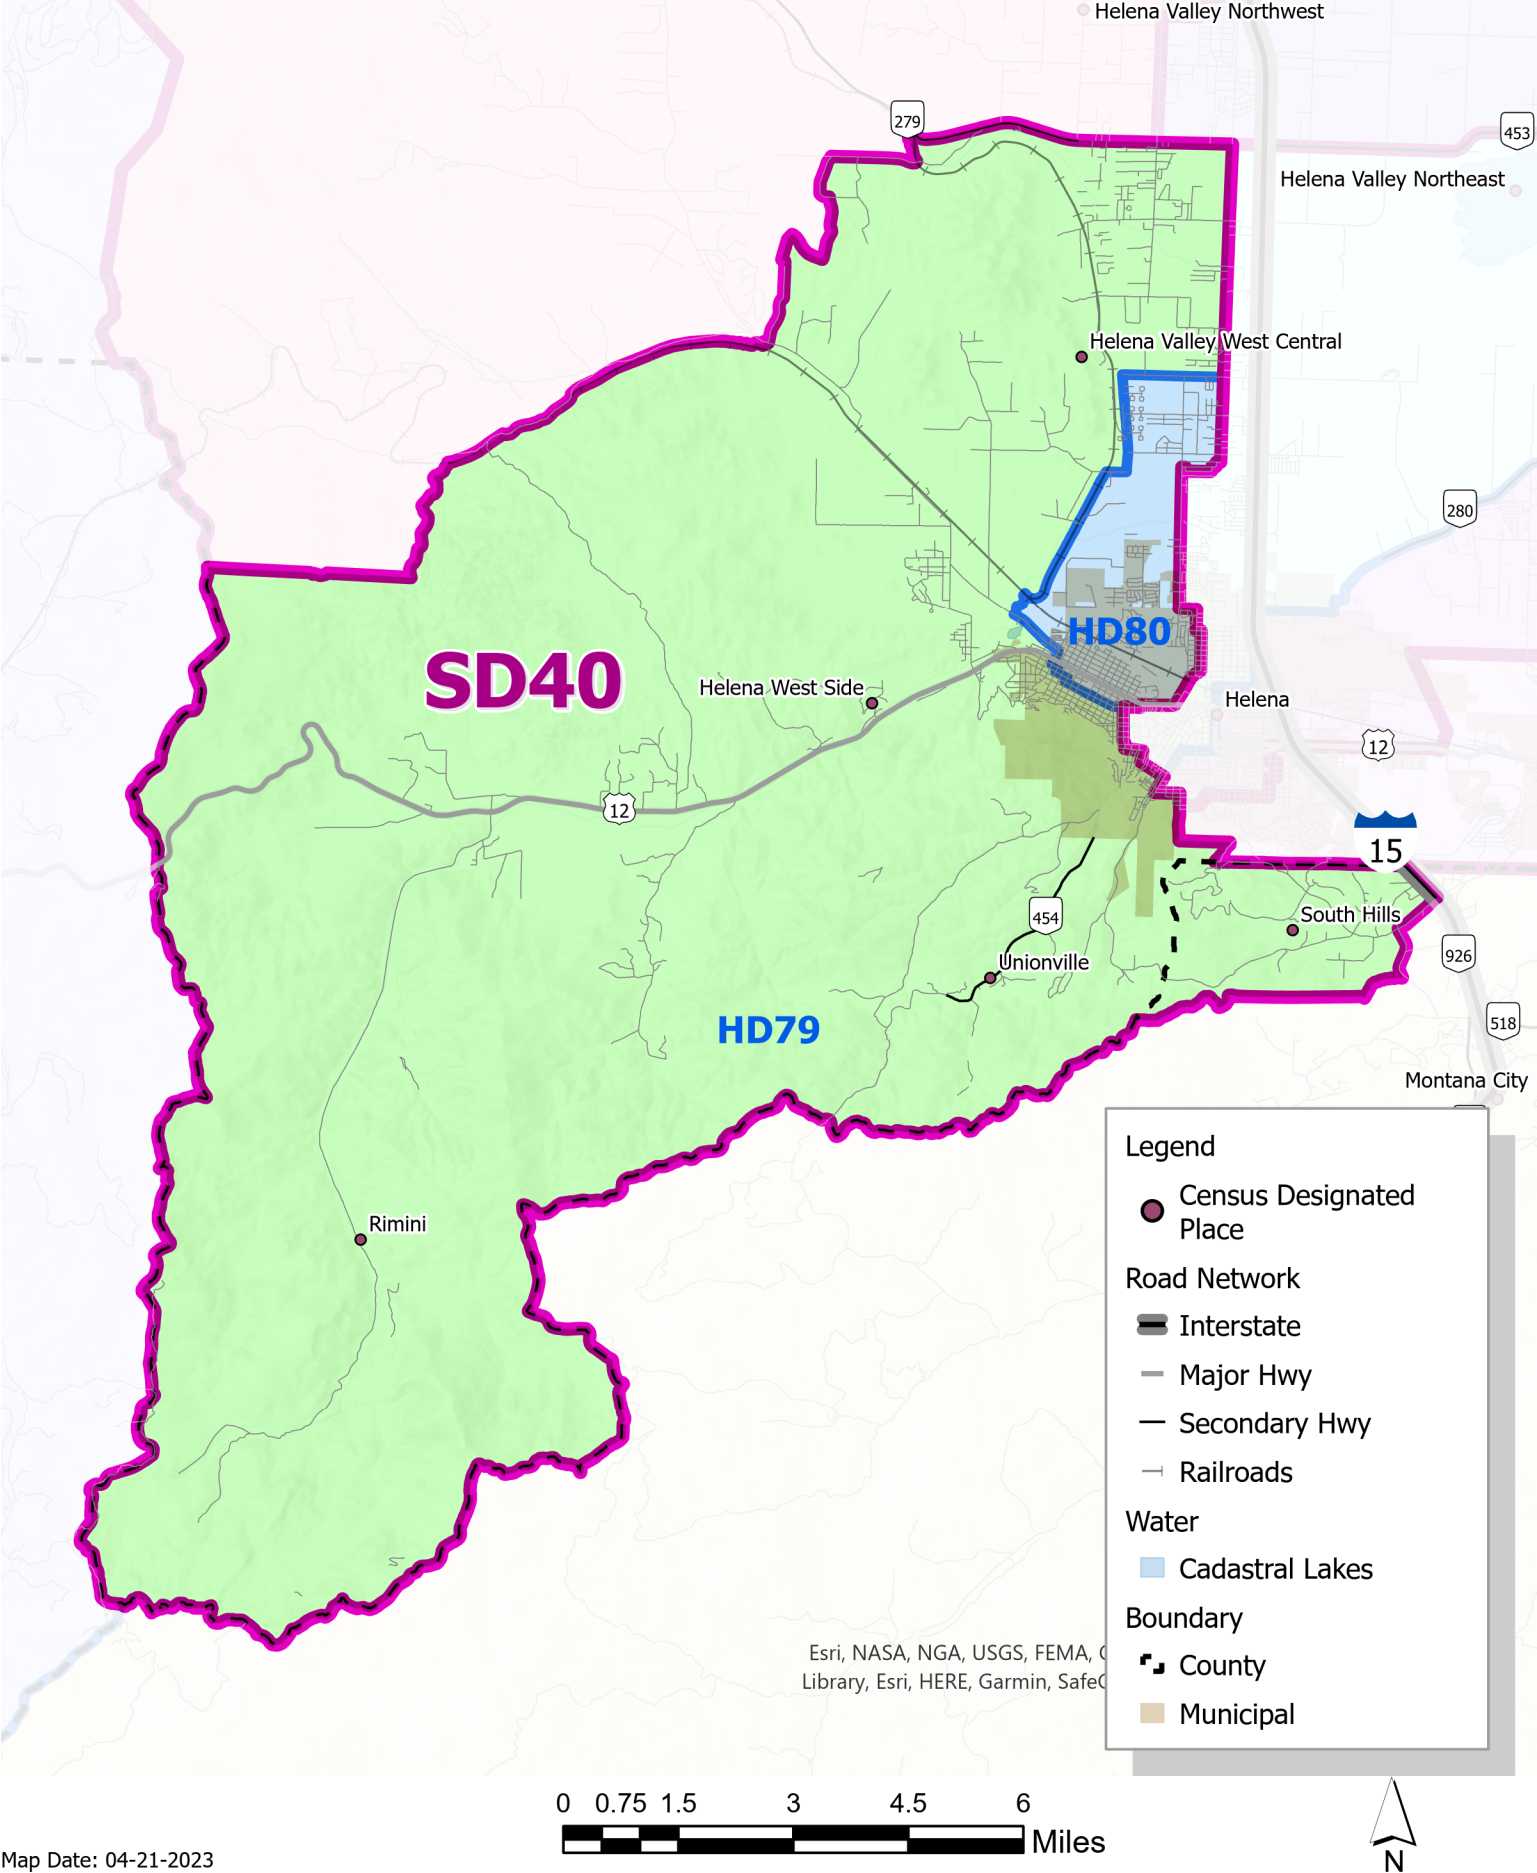 Helena Valley Northwest
279
453
Helena Valley Northeast
Helena Valley West Central
280
HD80
SD40
Helena West Side
Helena
12
12
15
454
South Hills
Unionville
926
HD79
518
Montana City
Legend
Census Designated
Place
Road Network
Interstate
Major Hwy
Secondary Hwy
Railroads
Water
Cadastral Lakes
Boundary
County
Municipal
Rimini
Esri, NASA, NGA, USGS, FEMA,
Library, Esri, HERE, Garmin,
0 0.75 1.5 3 4.5 6
Miles
N
Map Date: 04-21-2023